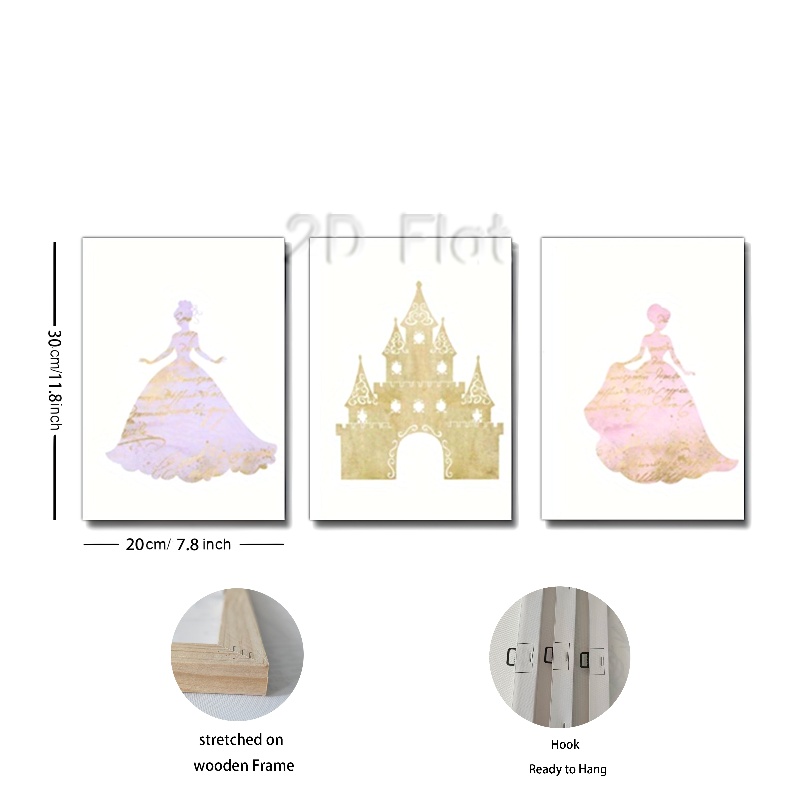 2D Flat
30cm/11.8inch
20cm/ 7.8 inch
stretched on
wooden Frame
Hook
Ready to Hang